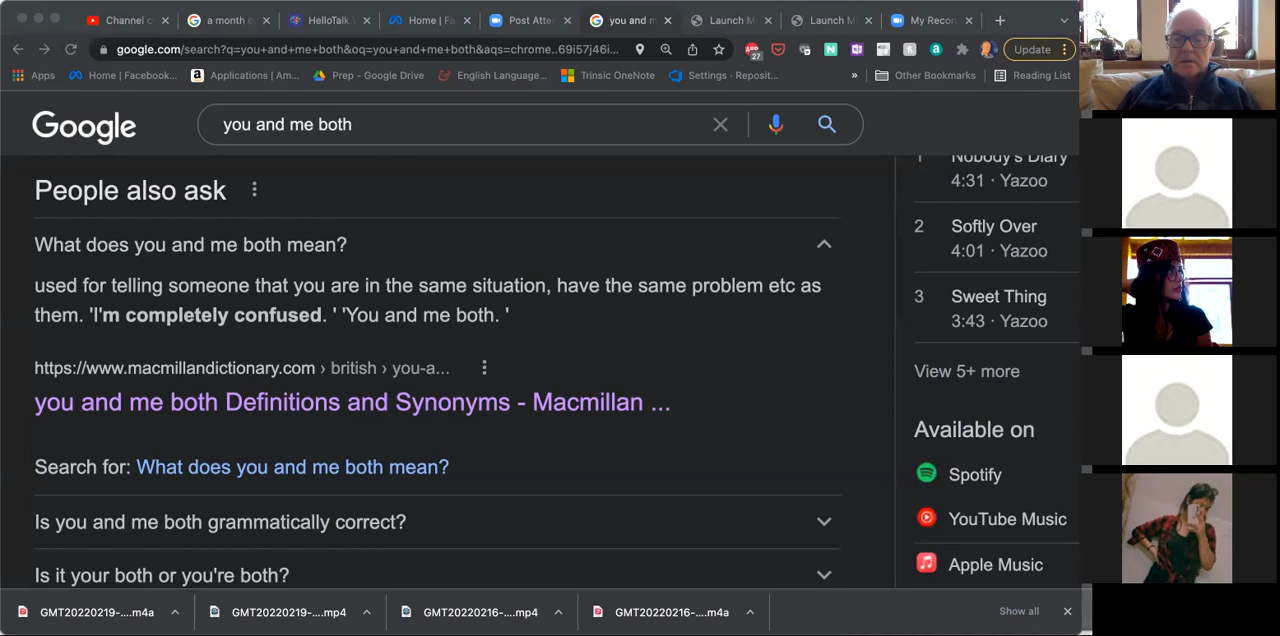 Channel c
a month o
HelloTalk
Home | Fa
Post Atte
you and m
Launch M
Launch M
My Recor
google.com/search?q=you+and+me+both&oq=you+and+me+both&aqs=chrome..69i57j46i...
27
Update
Apps
Home | Facebook...
Applications | Am...
Prep - Google Drive
English Language...
Trinsic OneNote
Settings - Reposit...
»
Other Bookmarks
Reading List
Google
you and me both
People also ask
What does you and me both mean?
used for telling someone that you are in the same situation, have the same problem etc as
them. 'I'm completely confused. ' 'You and me both. '
https://www.macmillandictionary.com › british › you-a...
you and me both Definitions and Synonyms - Macmillan ...
Search for: What does you and me both mean?
Is you and me both grammatically correct?
Is it your both or you're both?
1 Nobody's Diary
4:31 · Yazoo
2 Softly Over
4:01 · Yazoo
3 Sweet Thing
3:43 · Yazoo
View 5+ more
Available on
Spotify
YouTube Music
Apple Music
GMT20220219-....m4a
GMT20220219-....mp4
GMT20220216-....mp4
GMT20220216-....m4a
Show all